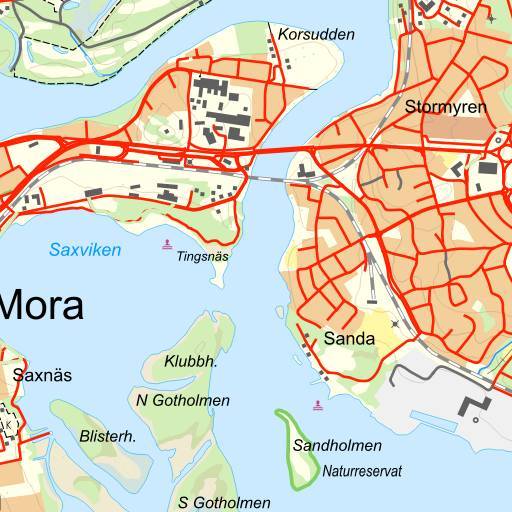 Korsudden
Stormyren
Saxviken
Tingsnäs
Mora
Sanda
Klubbh.
Saxnäs
N Gotholmen
Blisterh.
Sandholmen
Naturreservat
S Gotholmen
K